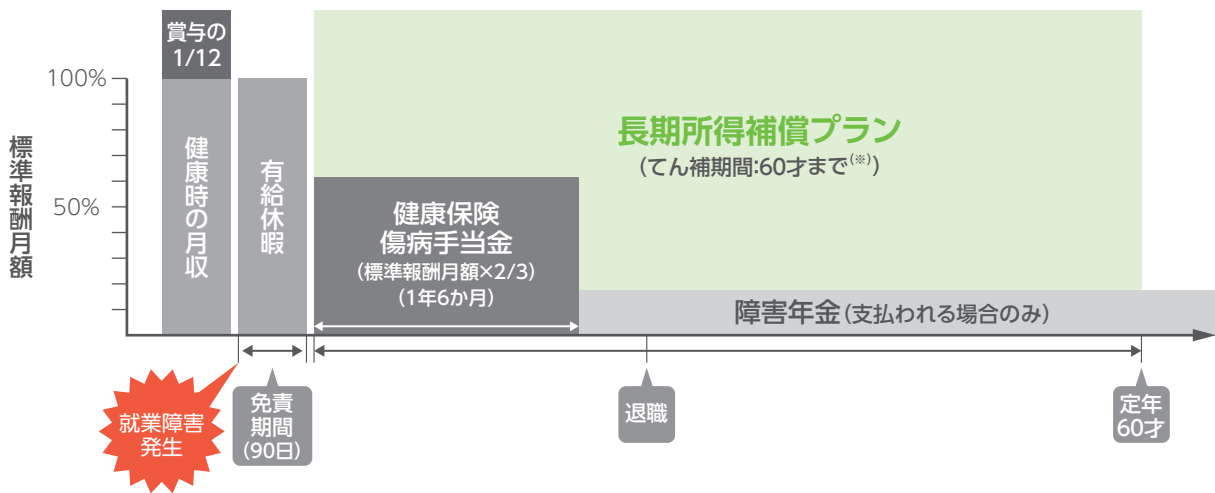 賞与の
1/12
100%
50%
標準報酬月額
健康時の月収
有給休暇
長期所得補償プラン
(てん補期間:60才まで(※))
健康保険
傷病手当金
(標準報酬月額×2/3)
(1年6か月)
障害年金(支払われる場合のみ)
就業障害
発生
免責
期間
(90日)
退職
定年
60才